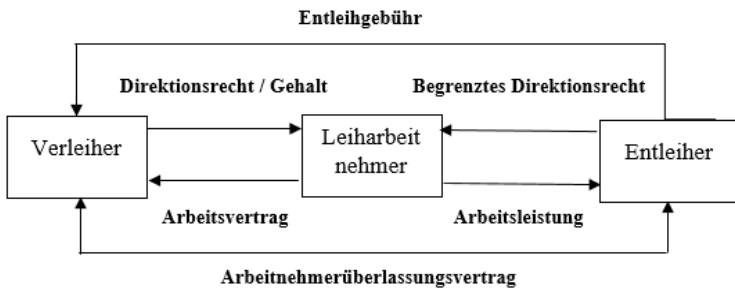 Entleihgebühr
Direktionsrecht / Gehalt
Begrenztes Direktionsrecht
Verleiher
Leiharbeit
nehmer
Entleiher
Arbeitsvertrag
Arbeitsleistung
Arbeitnehmerüberlassungsvertrag